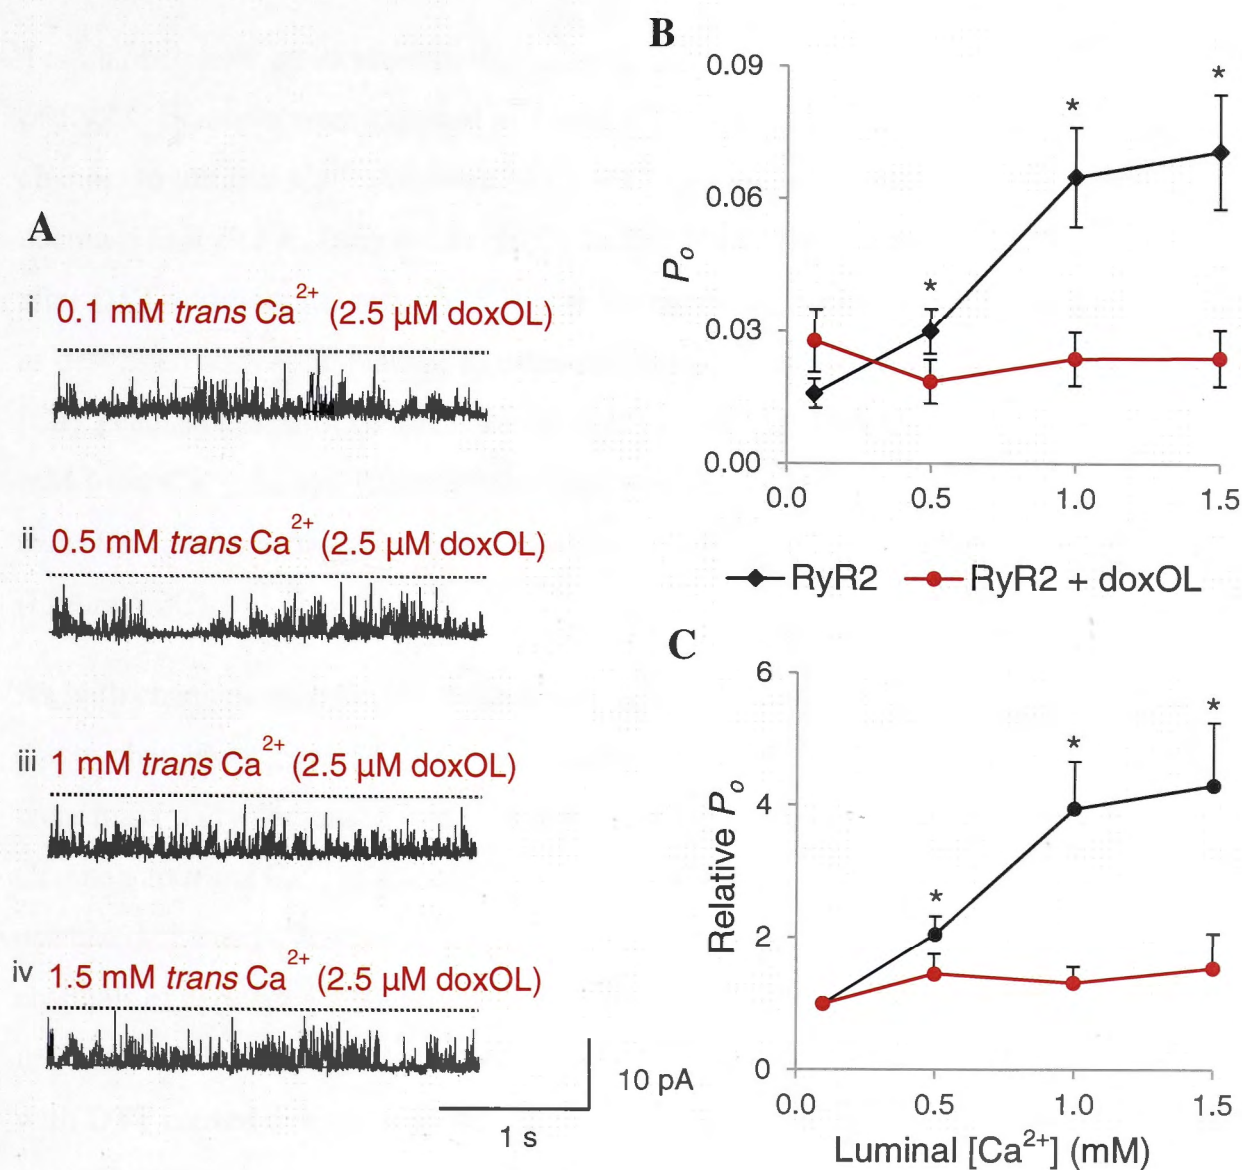 A
i 0.1 mM trans Ca²⁺ (2.5 µM doxOL)
ii 0.5 mM trans Ca²⁺ (2.5 µM doxOL)
iii 1 mM trans Ca²⁺ (2.5 µM doxOL)
iv 1.5 mM trans Ca²⁺ (2.5 µM doxOL)
10 pA
1 s
B
0.09
0.06
0.03
0.00
Pₒ
* * *
0.0 0.5 1.0 1.5
RyR2 RyR2 + doxOL
C
6
4
2
0
Relative Pₒ
* * *
0.0 0.5 1.0 1.5
Luminal [Ca²⁺] (mM)